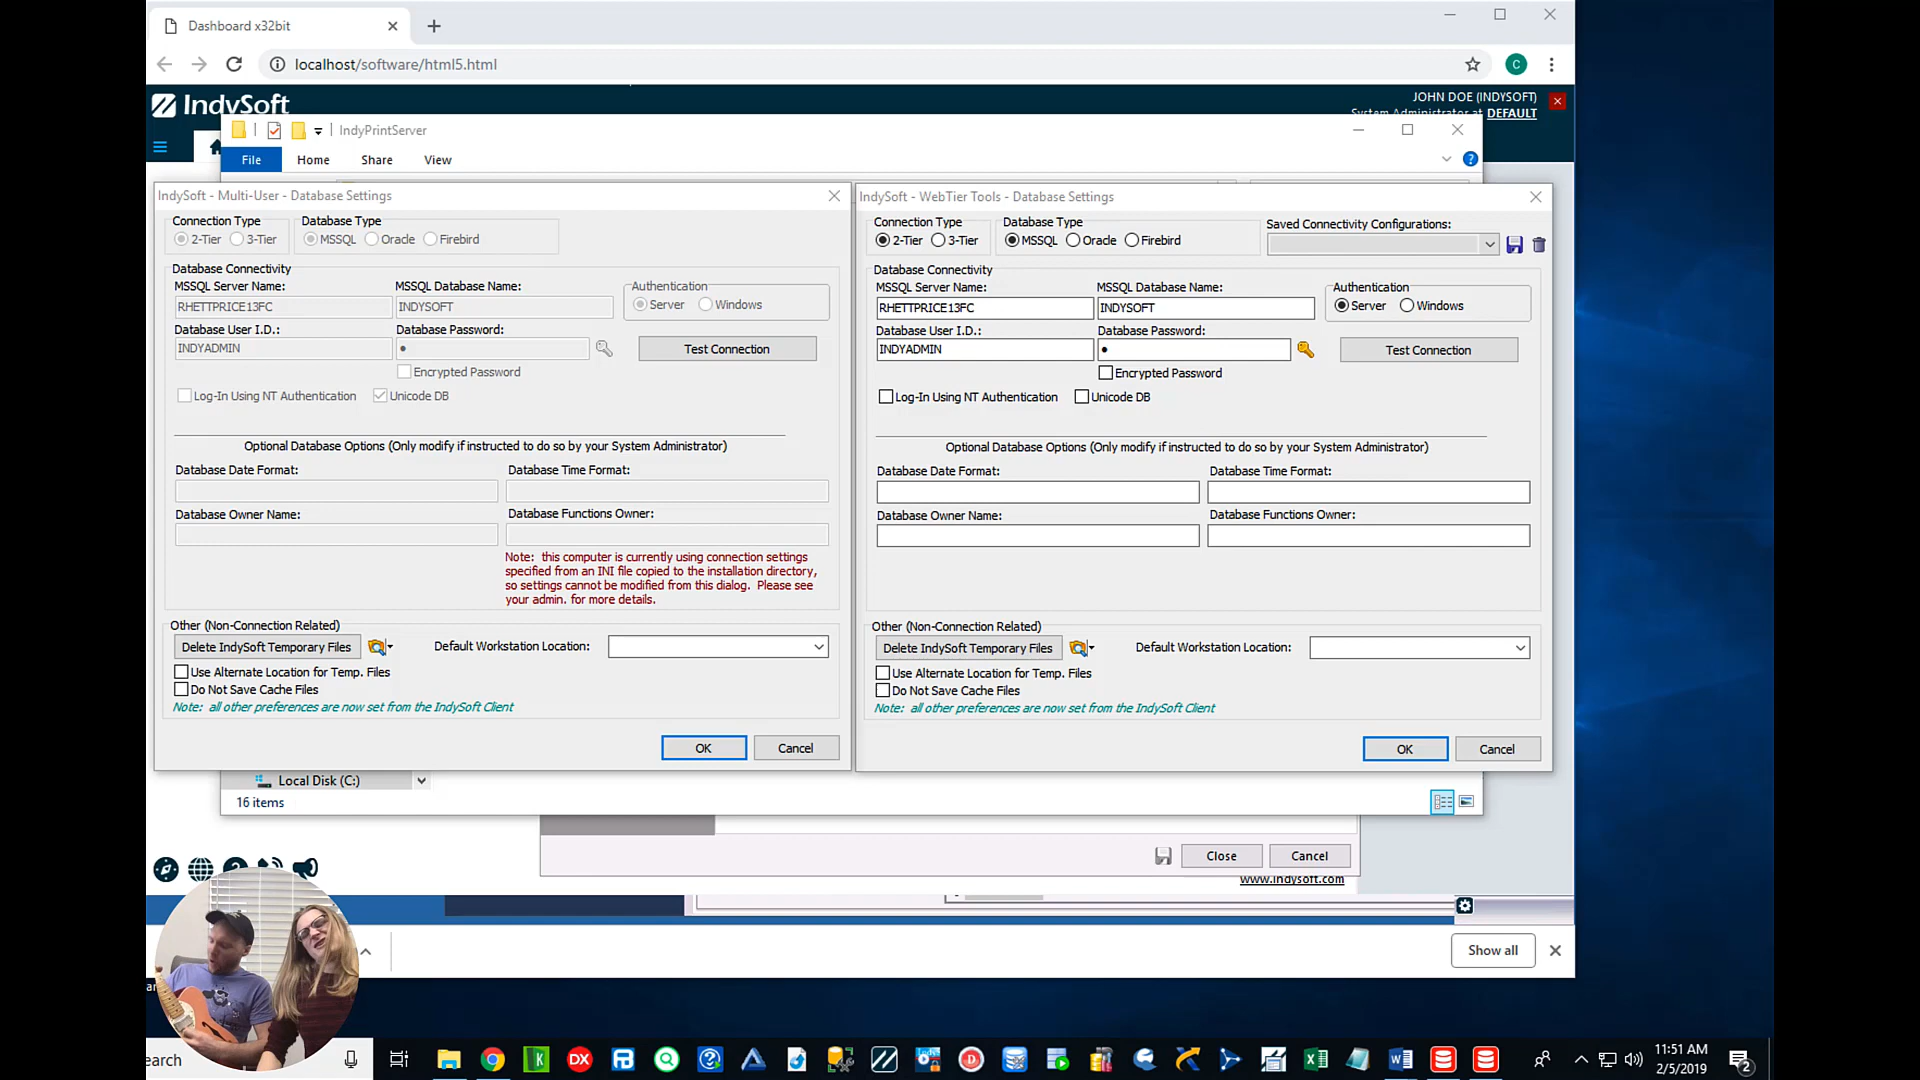 Dashboard x32bit
localhost/software/html5.html
IndySoft
JOHN DOE (INDYSOFT)
System Administrator at DEFAULT
IndyPrintServer
File Home Share View
IndySoft - Multi-User - Database Settings
Connection Type
Database Type
2-Tier 3-Tier
MSSQL Oracle Firebird
Database Connectivity
MSSQL Server Name:
MSSQL Database Name:
Authentication
RHETTPRICE13FC
INDYSOFT
Server Windows
Database User I.D.:
Database Password:
INDYADMIN
Test Connection
Encrypted Password
Log-In Using NT Authentication
Unicode DB
Optional Database Options (Only modify if instructed to do so by your System Administrator)
Database Date Format:
Database Time Format:
Database Owner Name:
Database Functions Owner:
Note: this computer is currently using connection settings
specified from an INI file copied to the installation directory,
so settings cannot be modified from this dialog. Please see
your admin. for more details.
Other (Non-Connection Related)
Delete IndySoft Temporary Files
Default Workstation Location:
Use Alternate Location for Temp. Files
Do Not Save Cache Files
Note: all other preferences are now set from the IndySoft Client
OK
Cancel
IndySoft - WebTier Tools - Database Settings
Connection Type
Database Type
Saved Connectivity Configurations:
2-Tier 3-Tier
MSSQL Oracle Firebird
Database Connectivity
MSSQL Server Name:
MSSQL Database Name:
Authentication
RHETTPRICE13FC
INDYSOFT
Server Windows
Database User I.D.:
Database Password:
INDYADMIN
Test Connection
Encrypted Password
Log-In Using NT Authentication
Unicode DB
Optional Database Options (Only modify if instructed to do so by your System Administrator)
Database Date Format:
Database Time Format:
Database Owner Name:
Database Functions Owner:
Other (Non-Connection Related)
Delete IndySoft Temporary Files
Default Workstation Location:
Use Alternate Location for Temp. Files
Do Not Save Cache Files
Note: all other preferences are now set from the IndySoft Client
OK
Cancel
Local Disk (C:)
16 items
Close
Cancel
www.indysoft.com
Show all
earch
11:51 AM
2/5/2019
2